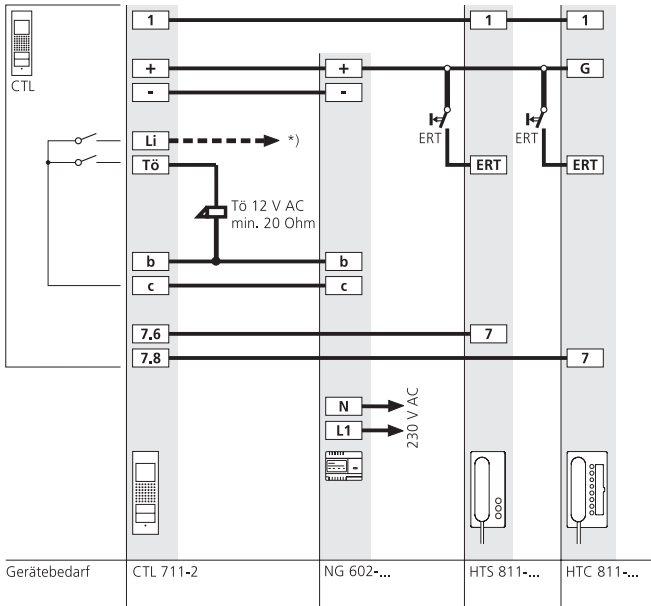 1 1 1
CTL
+ + G
- -
ERT ERT
Li *)
Tö ERT ERT
Tö 12 V AC
min. 20 Ohm
b b
c c
7.6 7
7.8 7
N
L1
230 V AC
Gerätebedarf CTL 711-2 NG 602-... HTS 811-... HTC 811-...